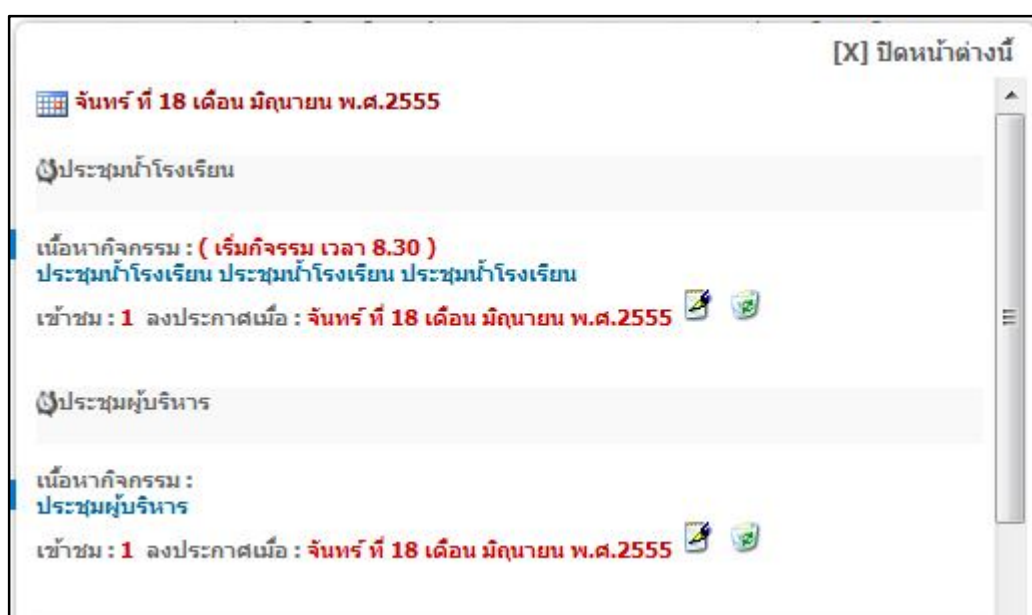 [X] ปิดหน้าต่างนี้
จันทร์ ที่ 18 เดือน มิถุนายน พ.ศ.2555
ประชุมน้ำโรงเรียน
เนื้อหากิจกรรม : ( เริ่มกิจรรม เวลา 8.30 )
ประชุมน้ำโรงเรียน ประชุมน้ำโรงเรียน ประชุมน้ำโรงเรียน
เข้าชม : 1 ลงประกาศเมื่อ : จันทร์ ที่ 18 เดือน มิถุนายน พ.ศ.2555
ประชุมผู้บริหาร
เนื้อหากิจกรรม :
ประชุมผู้บริหาร
เข้าชม : 1 ลงประกาศเมื่อ : จันทร์ ที่ 18 เดือน มิถุนายน พ.ศ.2555